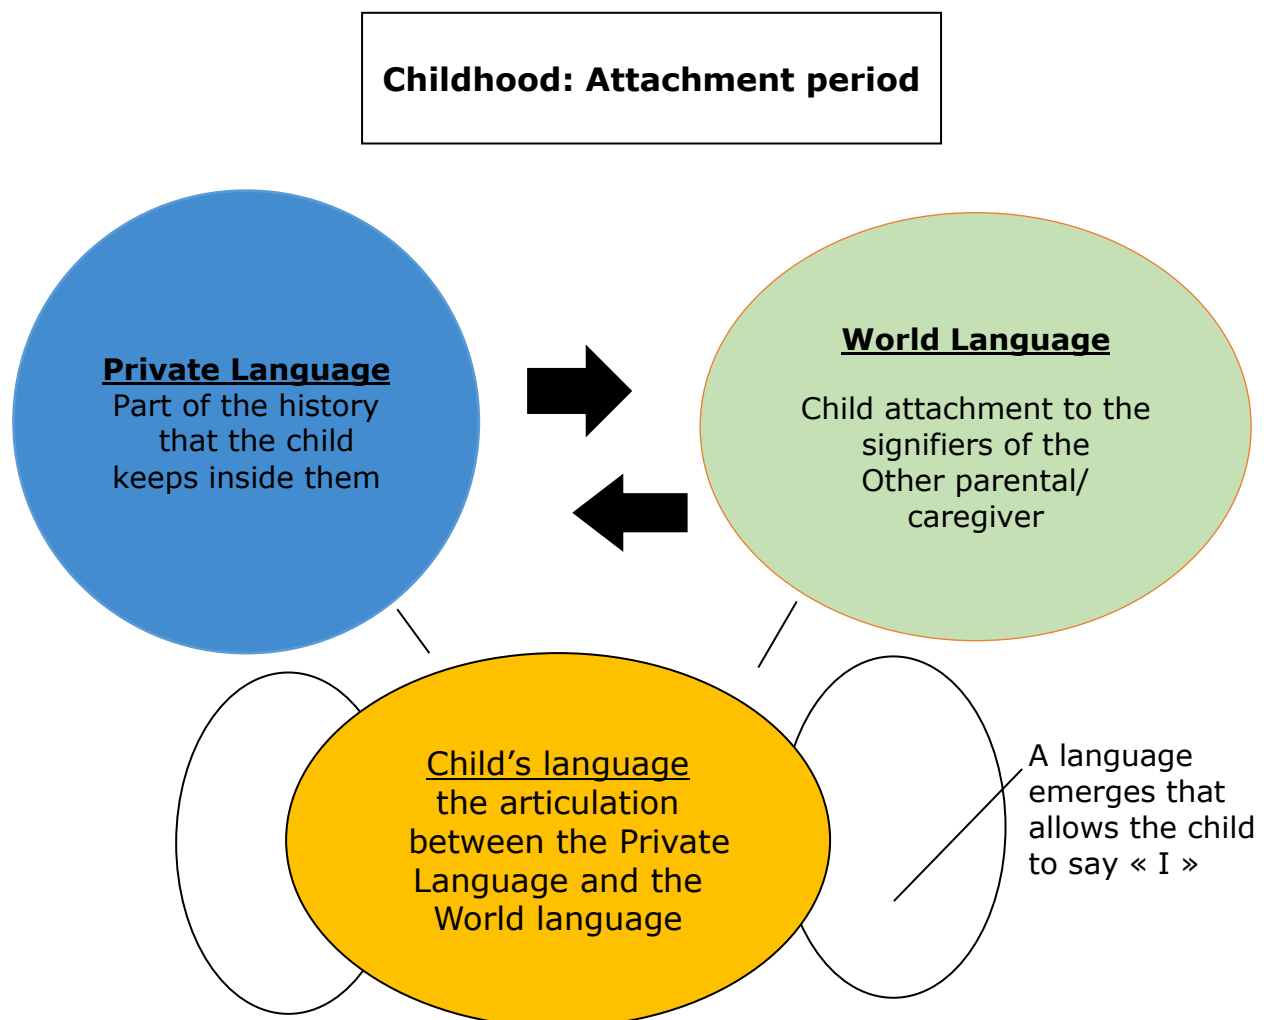 Childhood: Attachment period
Private Language
Part of the history
that the child
keeps inside them
World Language
Child attachment to the
signifiers of the
Other parental/
caregiver
Child’s language
the articulation
between the Private
Language and the
World language
A language
emerges that
allows the child
to say « I »